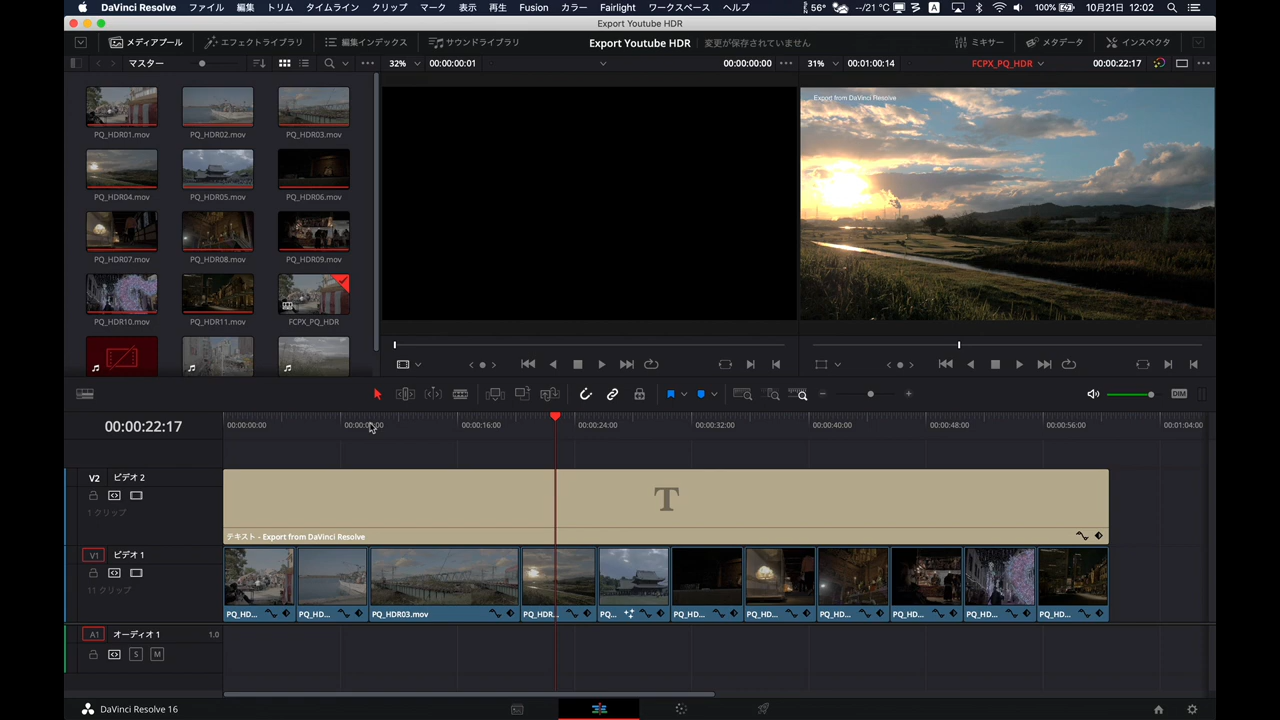 DaVinci Resolve ファイル 編集 トリム タイムライン クリップ マーク 表示 再生 Fusion カラー Fairlight ワークスペース ヘルプ 56° --/21 °C A 100% 10月21日 12:02
Export Youtube HDR
メディアプール エフェクトライブラリ 編集インデックス サウンドライブラリ Export Youtube HDR 変更が保存されていません ミキサー メタデータ インスペクタ
マスター 32% 00:00:00:01 00:00:00:00 31% 00:01:00:14 FCPX_PQ_HDR 00:00:22:17
Export from DaVinci Resolve
PQ_HDR01.mov PQ_HDR02.mov PQ_HDR03.mov
PQ_HDR04.mov PQ_HDR05.mov PQ_HDR06.mov
PQ_HDR07.mov PQ_HDR08.mov PQ_HDR09.mov
PQ_HDR10.mov PQ_HDR11.mov FCPX_PQ_HDR
DIM
00:00:22:17 00:00:00:00 00:00:16:00 00:00:24:00 00:00:32:00 00:00:40:00 00:00:48:00 00:00:56:00 00:01:04:00
V2 ビデオ 2
T
1 クリップ
テキスト - Export from DaVinci Resolve
V1 ビデオ 1
11 クリップ
PQ_HD... PQ_HD... PQ_HDR03.mov PQ_HDR... PQ... PQ_HD... PQ_HD... PQ_HD... PQ_HD... PQ_HD... PQ_HD...
A1 オーディオ 1 1.0
S M
DaVinci Resolve 16